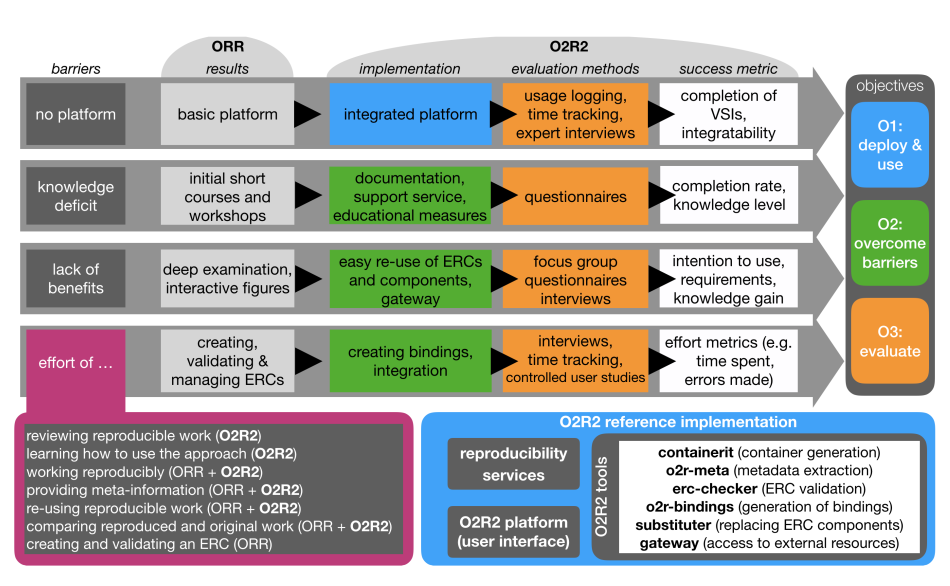 ORR
O2R2
barriers
results
implementation
evaluation methods
success metric
objectives
no platform
basic platform
integrated platform
usage logging,
time tracking,
expert interviews
completion of
VSIs,
integratability
knowledge
deficit
initial short
courses and
workshops
documentation,
support service,
educational measures
questionnaires
completion rate,
knowledge level
lack of
benefits
deep examination,
interactive figures
easy re-use of ERCs
and components,
gateway
focus group
questionnaires
interviews
intention to use,
requirements,
knowledge gain
effort of ...
creating,
validating &
managing ERCs
creating bindings,
integration
interviews,
time tracking,
controlled user studies
effort metrics (e.g.
time spent,
errors made)
O1:
deploy &
use
O2:
overcome
barriers
O3:
evaluate
reviewing reproducible work (O2R2)
learning how to use the approach (O2R2)
working reproducibly (ORR + O2R2)
providing meta-information (ORR + O2R2)
re-using reproducible work (ORR + O2R2)
comparing reproduced and original work (ORR + O2R2)
creating and validating an ERC (ORR)
O2R2 reference implementation
reproducibility
services
O2R2 platform
(user interface)
O2R2 tools
containerit (container generation)
o2r-meta (metadata extraction)
erc-checker (ERC validation)
o2r-bindings (generation of bindings)
substituter (replacing ERC components)
gateway (access to external resources)